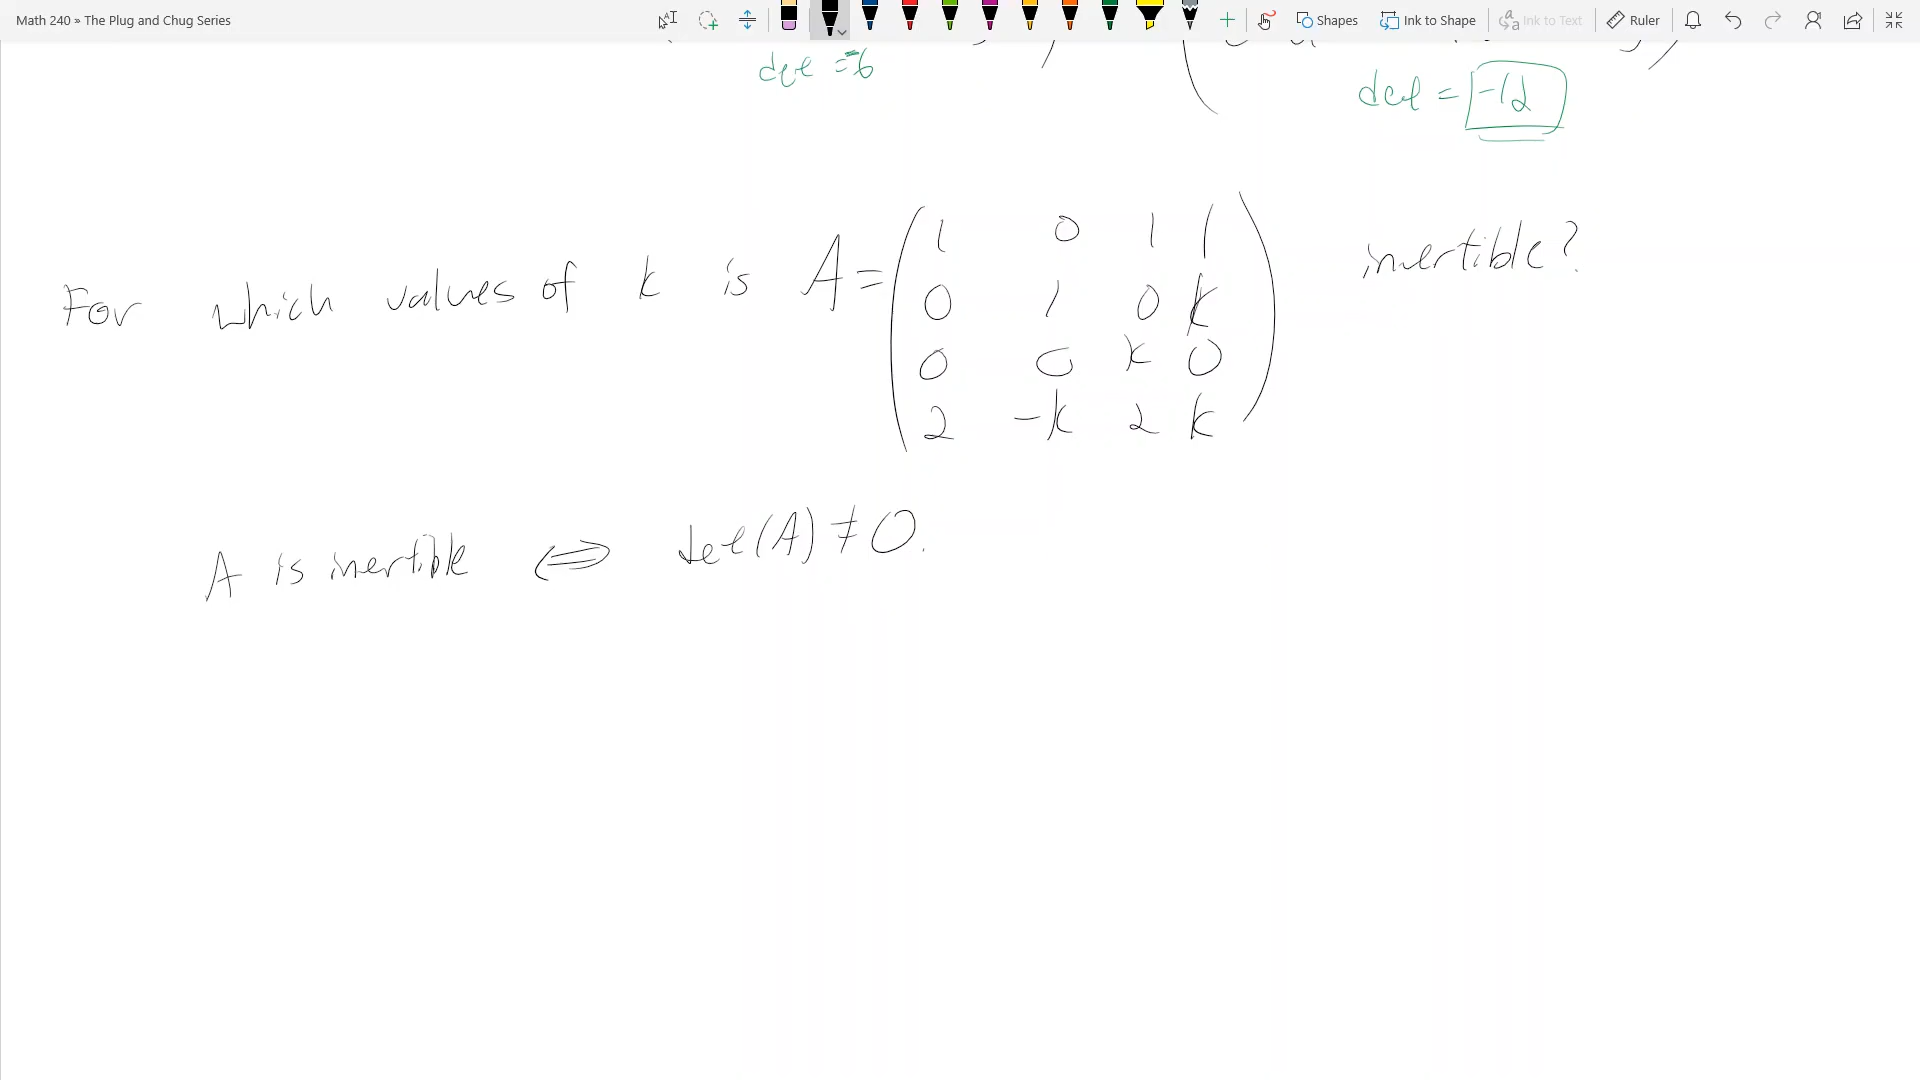 Math 240 » The Plug and Chug Series
Shapes
Ink to Shape
Ink to Text
Ruler
det = -6
det = -12
For which values of k is A = ( 1 0 1 1 invertible?
0 1 0 k
0 0 k 0
2 -k 2 k )
A is invertible ⇔ det(A) ≠ 0.